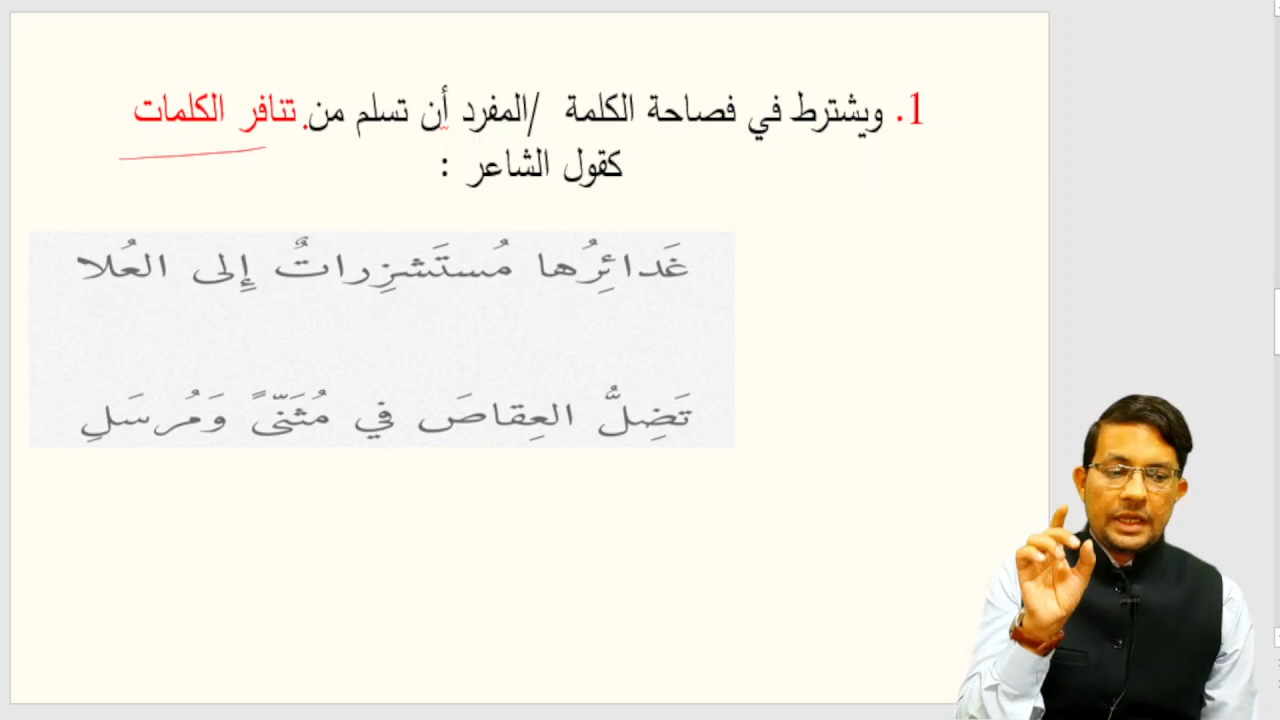 1. ويشترط في فصاحة الكلمة /المفرد أن تسلم من تنافر الكلمات
كقول الشاعر :
غَدائِرُها مُستَشزِراتٌ إِلى العُلا
تَضِلُّ العِقاصَ في مُثَنّىً وَمُرسَلِ